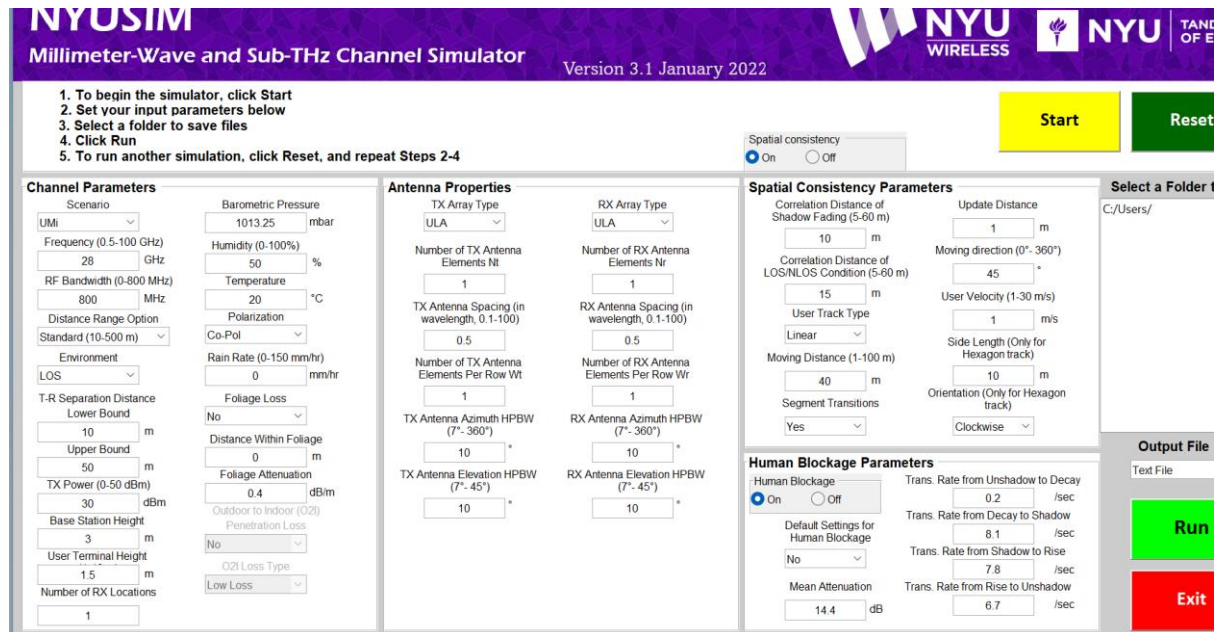 NYUSIM
Millimeter-Wave and Sub-THz Channel Simulator
Version 3.1 January 2022
NYU
WIRELESS
NYU
OF E
1. To begin the simulator, click Start
2. Set your input parameters below
3. Select a folder to save files
4. Click Run
5. To run another simulation, click Reset, and repeat Steps 2-4
Spatial consistency
On Off
Start
Reset
Channel Parameters
Scenario
UMi
Frequency (0.5-100 GHz)
28 GHz
RF Bandwidth (0-800 MHz)
800 MHz
Distance Range Option
Standard (10-500 m)
Environment
LOS
T-R Separation Distance
Lower Bound
10 m
Upper Bound
50 m
TX Power (0-50 dBm)
30 dBm
Base Station Height
3 m
User Terminal Height
1.5 m
Number of RX Locations
1
Barometric Pressure
1013.25 mbar
Humidity (0-100%)
50 %
Temperature
20 °C
Polarization
Co-Pol
Rain Rate (0-150 mm/hr)
0 mm/hr
Foliage Loss
No
Distance Within Foliage
0 m
Foliage Attenuation
0.4 dB/m
Outdoor to Indoor (O2I)
Penetration Loss
No
O2I Loss Type
Low Loss
Antenna Properties
TX Array Type
ULA
Number of TX Antenna
Elements Nt
1
TX Antenna Spacing (in
wavelength, 0.1-100)
0.5
Number of TX Antenna
Elements Per Row Wt
1
TX Antenna Azimuth HPBW
(7°- 360°)
10 °
TX Antenna Elevation HPBW
(7°- 45°)
10 °
RX Array Type
ULA
Number of RX Antenna
Elements Nr
1
RX Antenna Spacing (in
wavelength, 0.1-100)
0.5
Number of RX Antenna
Elements Per Row Wr
1
RX Antenna Azimuth HPBW
(7°- 360°)
10 °
RX Antenna Elevation HPBW
(7°- 45°)
10 °
Spatial Consistency Parameters
Correlation Distance of
Shadow Fading (5-60 m)
10 m
Correlation Distance of
LOS/NLOS Condition (5-60 m)
15 m
User Track Type
Linear
Moving Distance (1-100 m)
40 m
Segment Transitions
Yes
Update Distance
1 m
Moving direction (0°- 360°)
45 °
User Velocity (1-30 m/s)
1 m/s
Side Length (Only for
Hexagon track)
10 m
Orientation (Only for Hexagon
track)
Clockwise
Human Blockage Parameters
Human Blockage
On Off
Default Settings for
Human Blockage
No
Mean Attenuation
14.4 dB
Trans. Rate from Unshadow to Decay
0.2 /sec
Trans. Rate from Decay to Shadow
8.1 /sec
Trans. Rate from Shadow to Rise
7.8 /sec
Trans. Rate from Rise to Unshadow
6.7 /sec
Select a Folder t
C:/Users/
Output File
Text File
Run
Exit